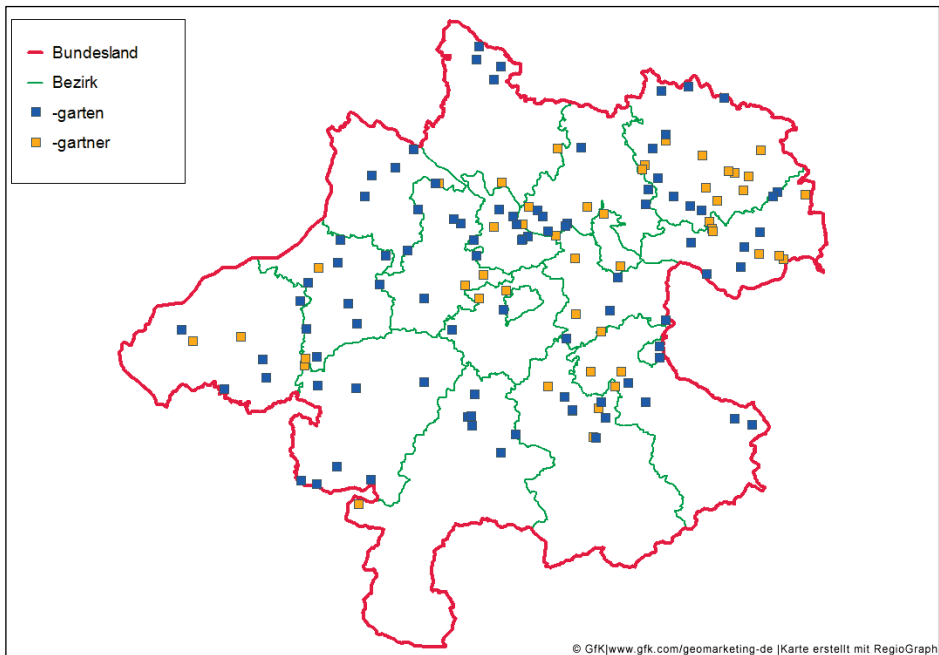 Bundesland
Bezirk
-garten
-gartner
© GfK|www.gfk.com/geomarketing-de |Karte erstellt mit RegioGraph